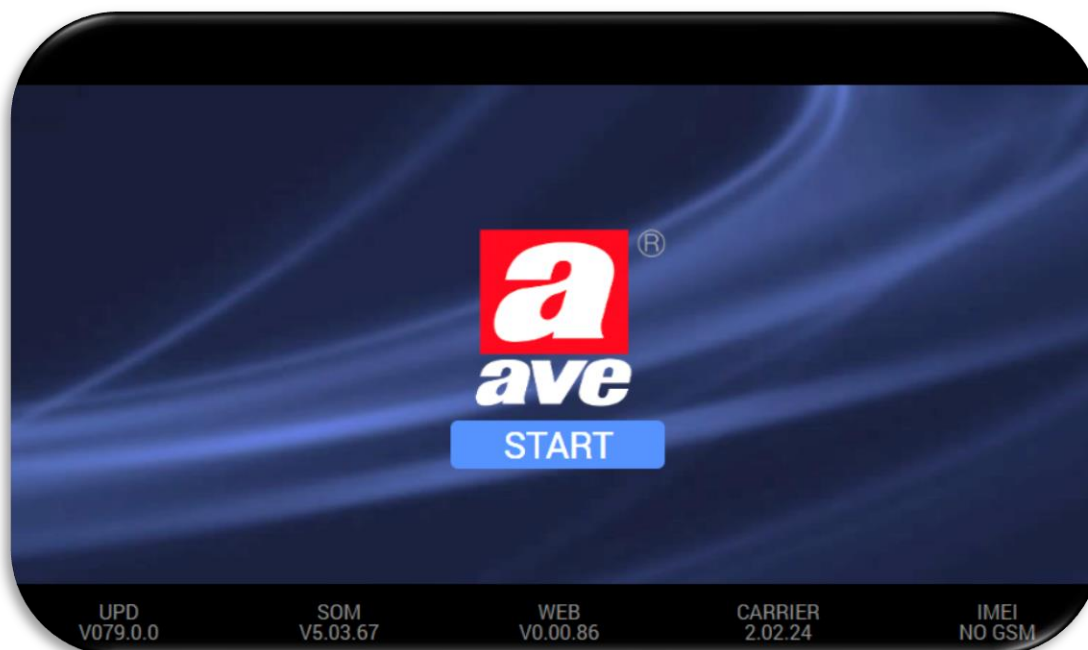 a
®
ave
START
UPD SOM WEB CARRIER IMEI
V079.0.0 V5.03.67 V0.00.86 2.02.24 NO GSM